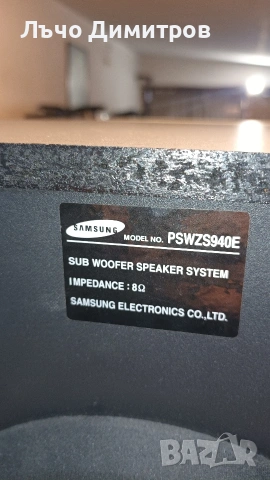 Лъчо Димитров
SAMSUNG MODEL NO. PSWZS940E
SUB WOOFER SPEAKER SYSTEM
IMPEDANCE : 8Ω
SAMSUNG ELECTRONICS CO., LTD.
BAZAR